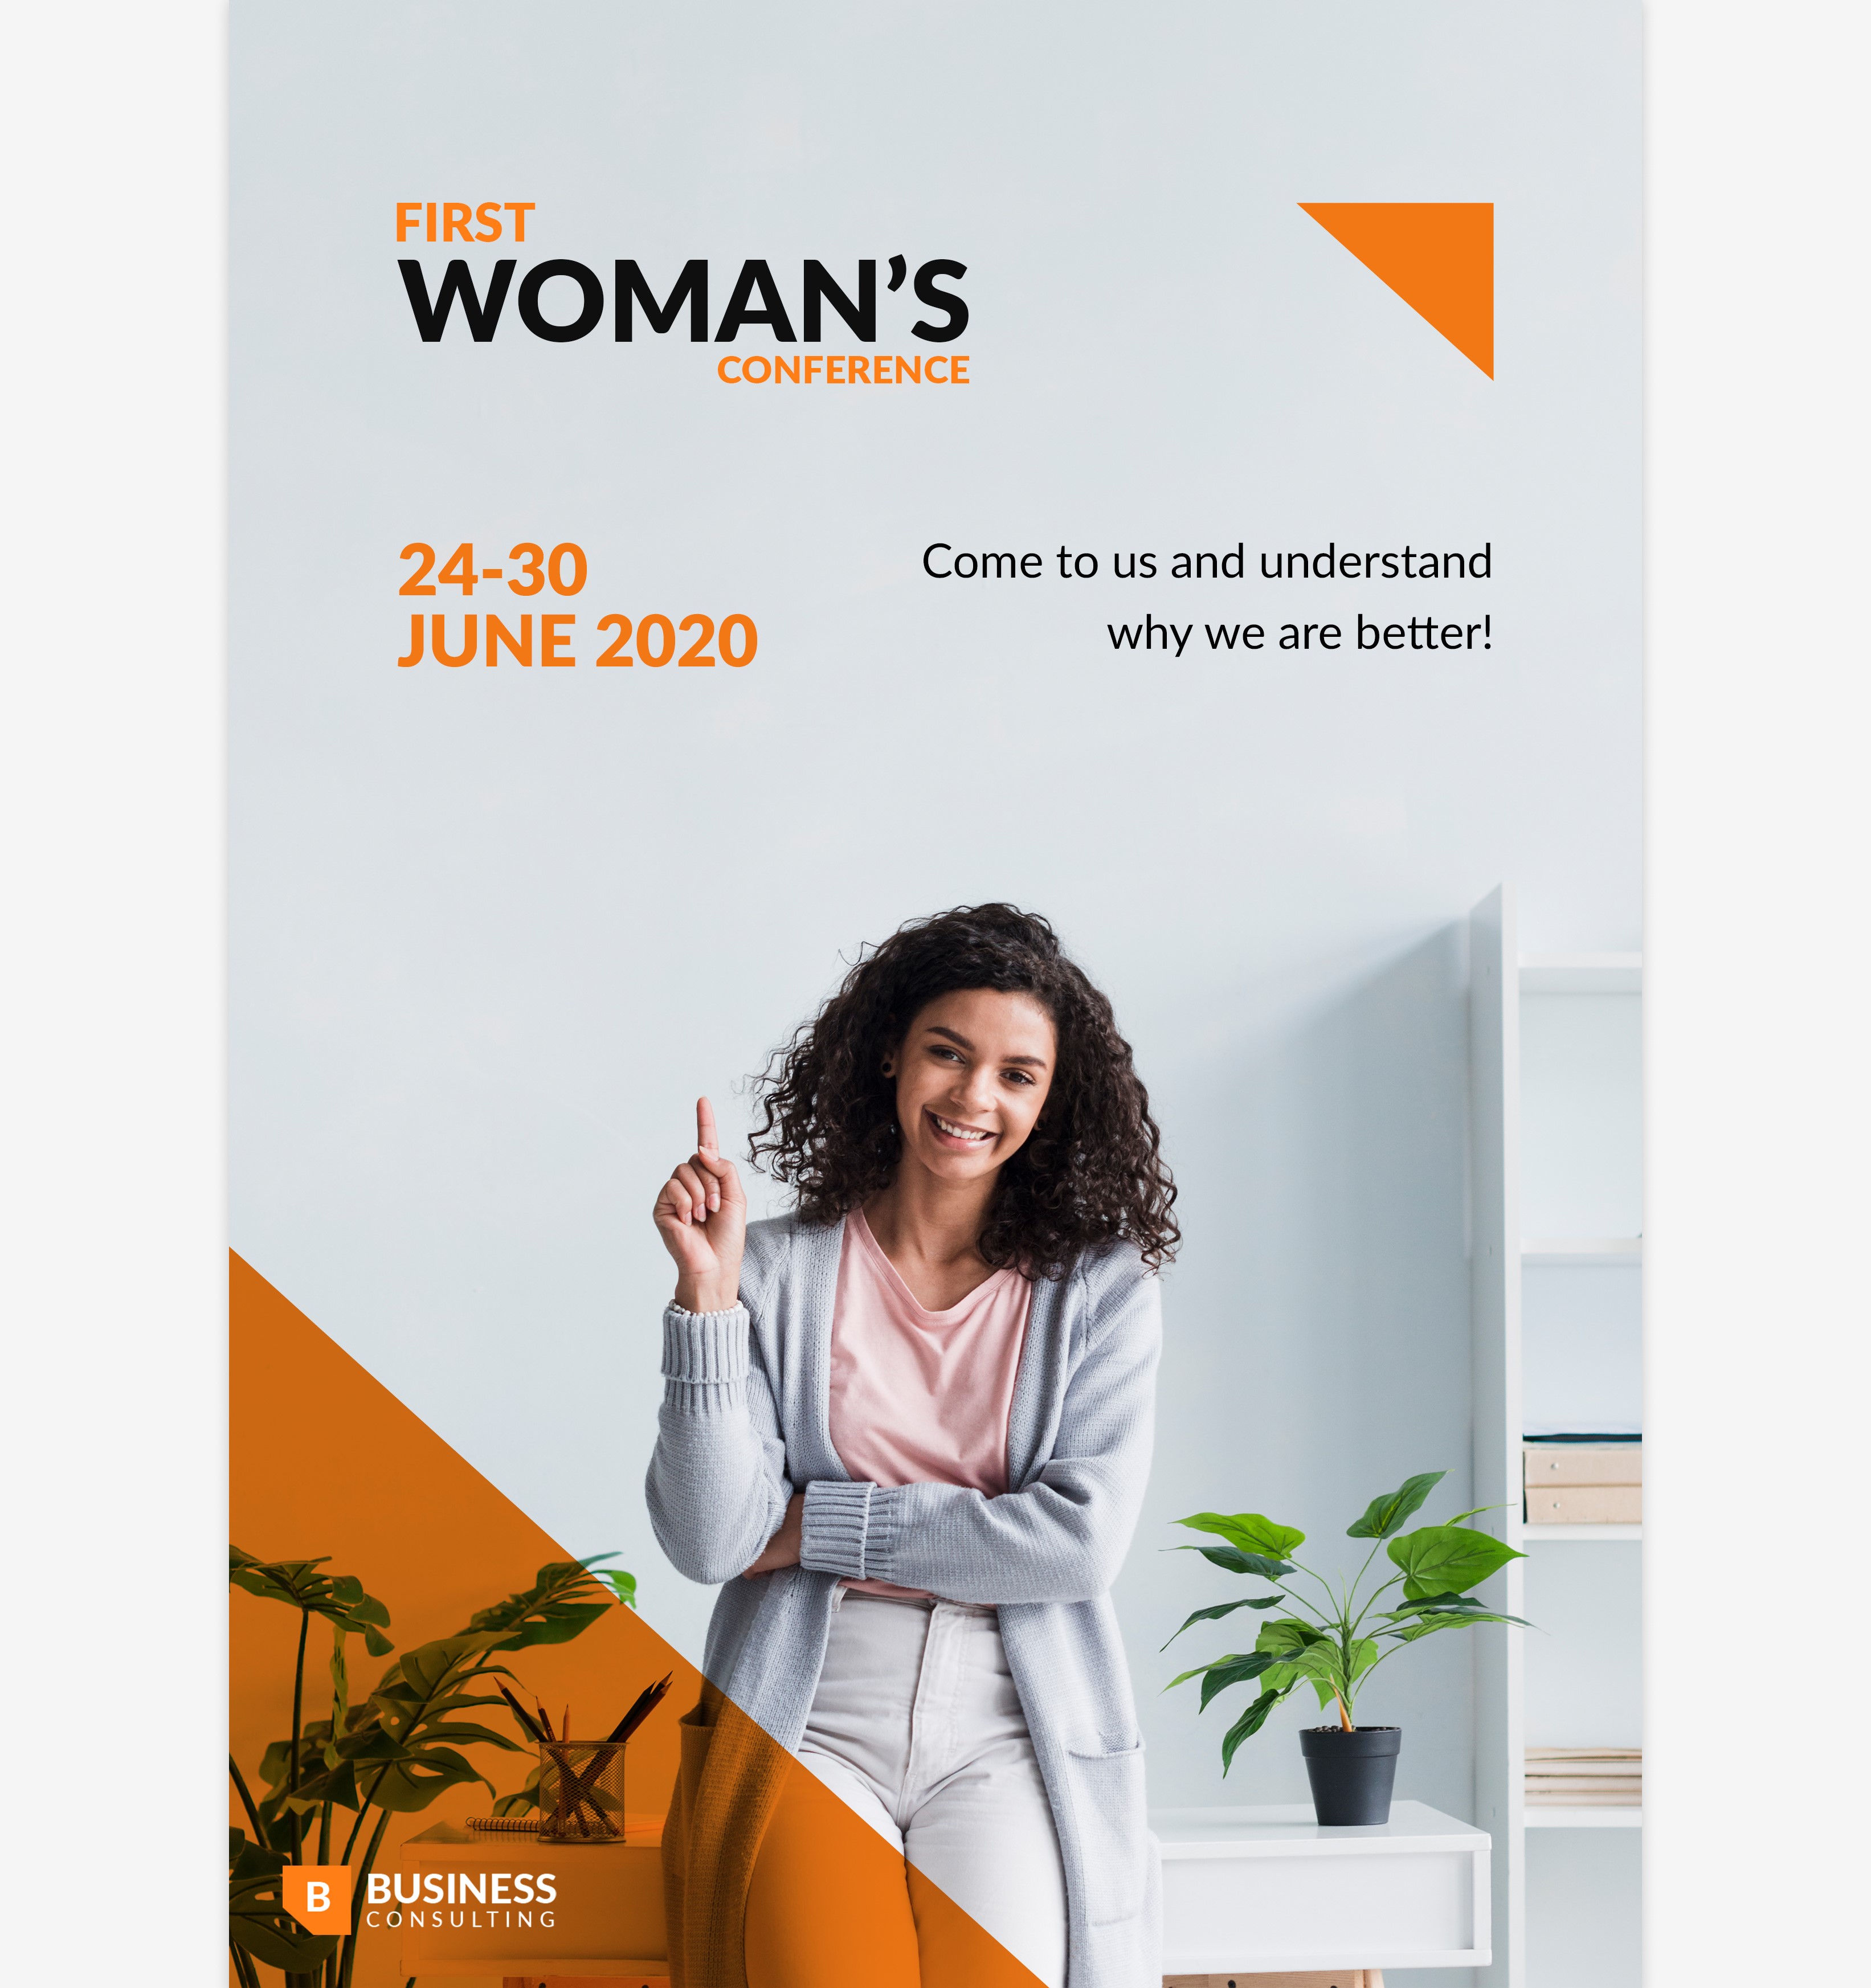 FIRST
WOMAN’S
CONFERENCE
24-30
JUNE 2020
Come to us and understand
why we are better!
B
BUSINESS
CONSULTING